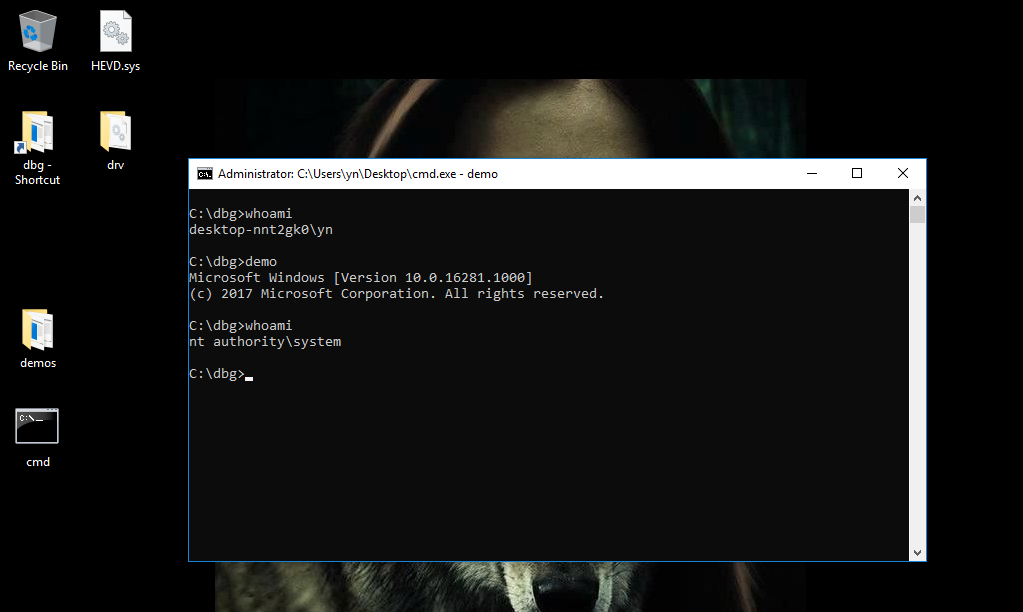 Recycle Bin
HEVD.sys
dbg -
Shortcut
drv
demos
cmd
Administrator: C:\Users\yn\Desktop\cmd.exe - demo
C:\dbg>whoami
desktop-nnt2gk0\yn
C:\dbg>demo
Microsoft Windows [Version 10.0.16281.1000]
(c) 2017 Microsoft Corporation. All rights reserved.
C:\dbg>whoami
nt authority\system
C:\dbg>